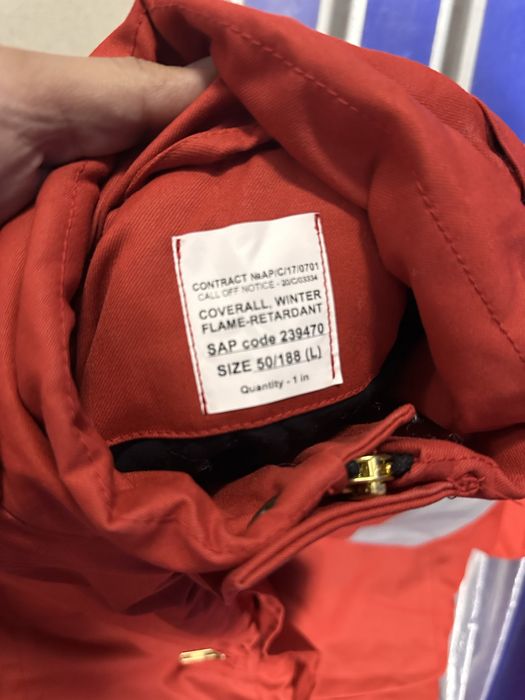 CONTRACT №AP/C/17/0701
CALL OFF NOTICE - 20/C/03334
COVERALL, WINTER
FLAME-RETARDANT
SAP code 239470
SIZE 50/188 (L)
Quantity - 1 in